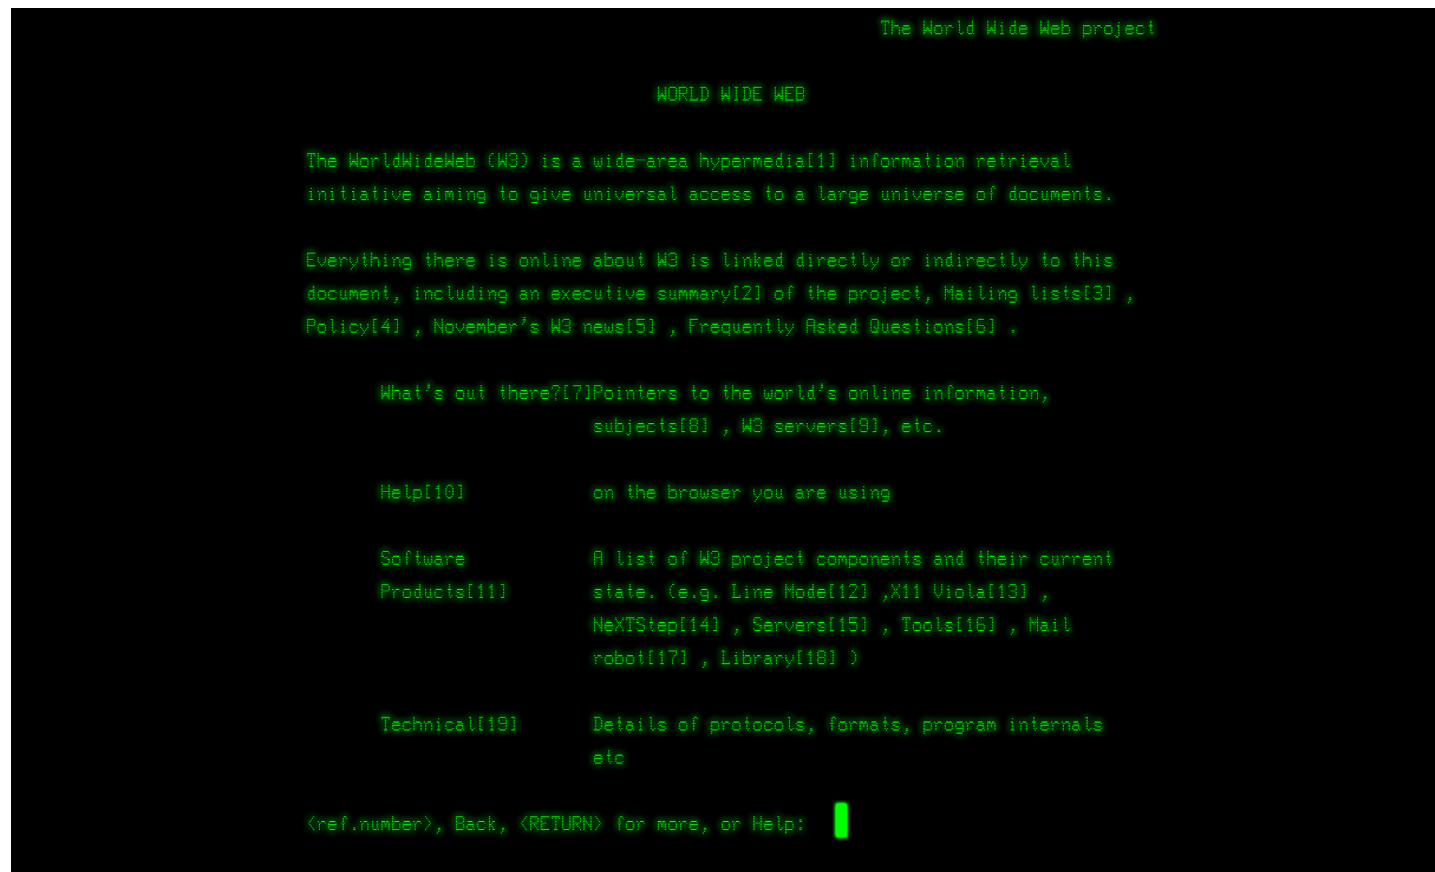 The World Wide Web project
WORLD WIDE WEB
The WorldWideWeb (W3) is a wide-area hypermedia[1] information retrieval
initiative aiming to give universal access to a large universe of documents.
Everything there is online about W3 is linked directly or indirectly to this
document, including an executive summary[2] of the project, Mailing lists[3] ,
Policy[4] , November's W3 news[5] , Frequently Asked Questions[6] .
What's out there?[7]Pointers to the world's online information,
subjects[8] , W3 servers[9], etc.
Help[10] on the browser you are using
Software A list of W3 project components and their current
Products[11] state. (e.g. Line Mode[12] ,X11 Viola[13] ,
NeXTStep[14] , Servers[15] , Tools[16] , Mail
robot[17] , Library[18] )
Technical[19] Details of protocols, formats, program internals
etc
<ref.number>, Back, <RETURN> for more, or Help: